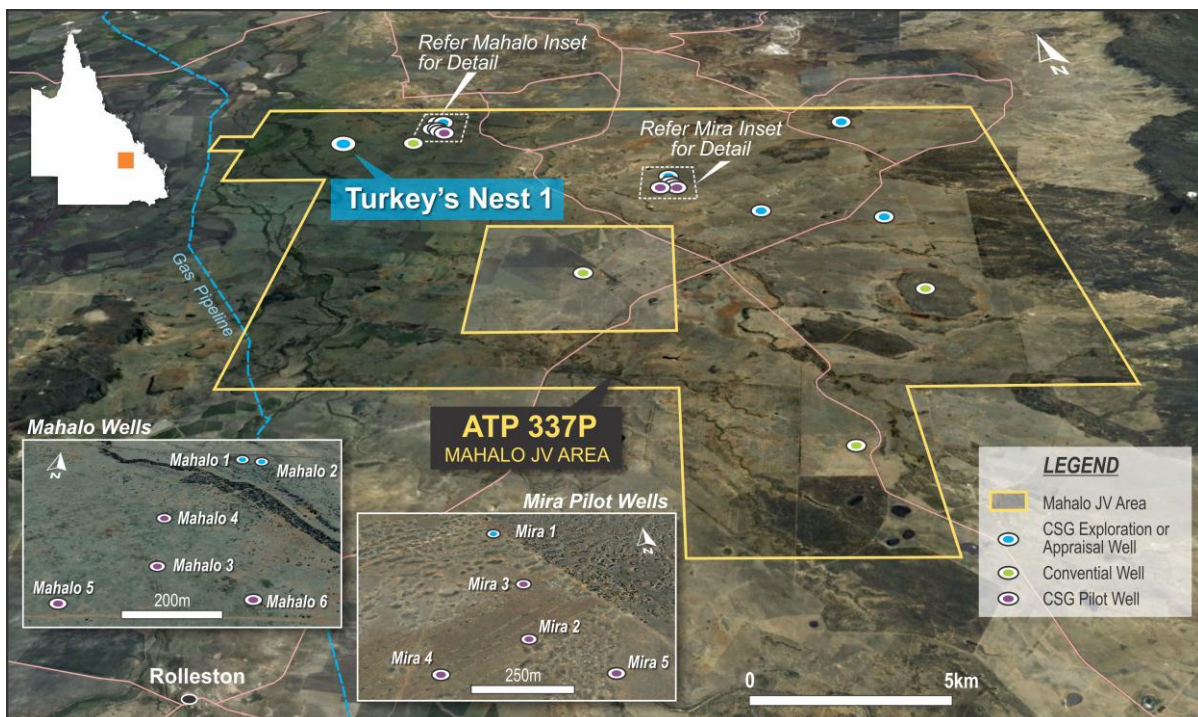 Refer Mahalo Inset
for Detail
N
Refer Mira Inset
for Detail
Turkey's Nest 1
Gas Pipeline
ATP 337P
MAHALO JV AREA
Mahalo Wells
N
Mahalo 1
Mahalo 2
Mahalo 4
Mahalo 3
Mahalo 5
Mahalo 6
200m
Mira Pilot Wells
N
Mira 1
Mira 3
Mira 2
Mira 4
Mira 5
250m
LEGEND
Mahalo JV Area
CSG Exploration or
Appraisal Well
Convential Well
CSG Pilot Well
Rolleston
0
5km